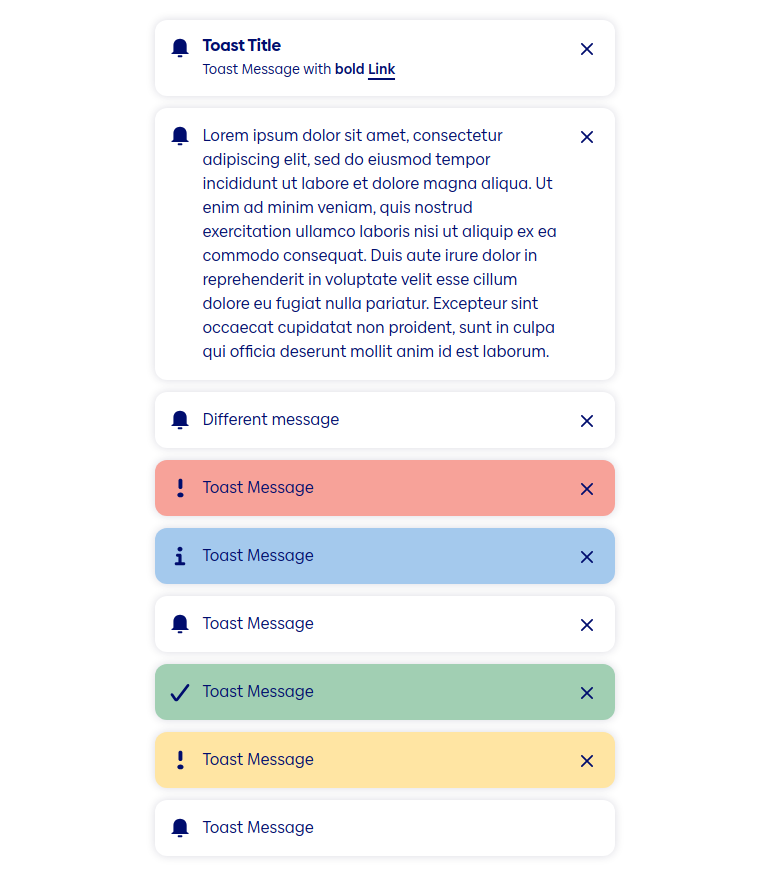 Toast Title
Toast Message with bold Link
Lorem ipsum dolor sit amet, consectetur
adipiscing elit, sed do eiusmod tempor
incididunt ut labore et dolore magna aliqua. Ut
enim ad minim veniam, quis nostrud
exercitation ullamco laboris nisi ut aliquip ex ea
commodo consequat. Duis aute irure dolor in
reprehenderit in voluptate velit esse cillum
dolore eu fugiat nulla pariatur. Excepteur sint
occaecat cupidatat non proident, sunt in culpa
qui officia deserunt mollit anim id est laborum.
Different message
Toast Message
Toast Message
Toast Message
Toast Message
Toast Message
Toast Message